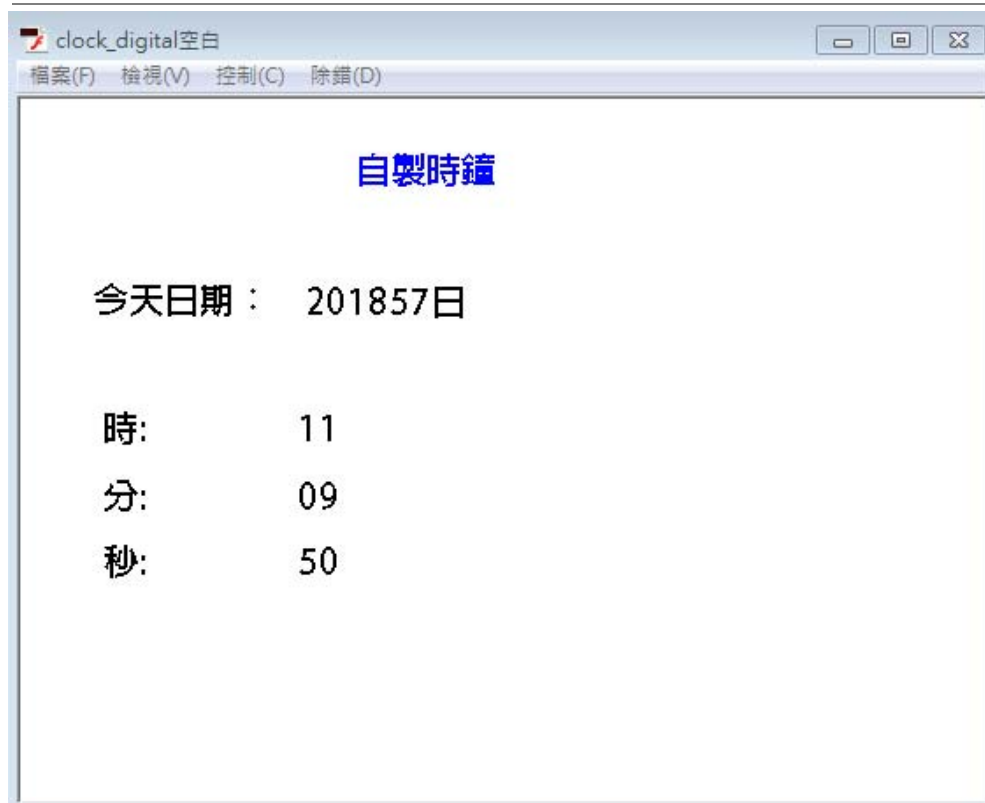 clock_digital空白
檔案(F) 檢視(V) 控制(C) 除錯(D)
自製時鐘
今天日期： 201857日
時: 11
分: 09
秒: 50